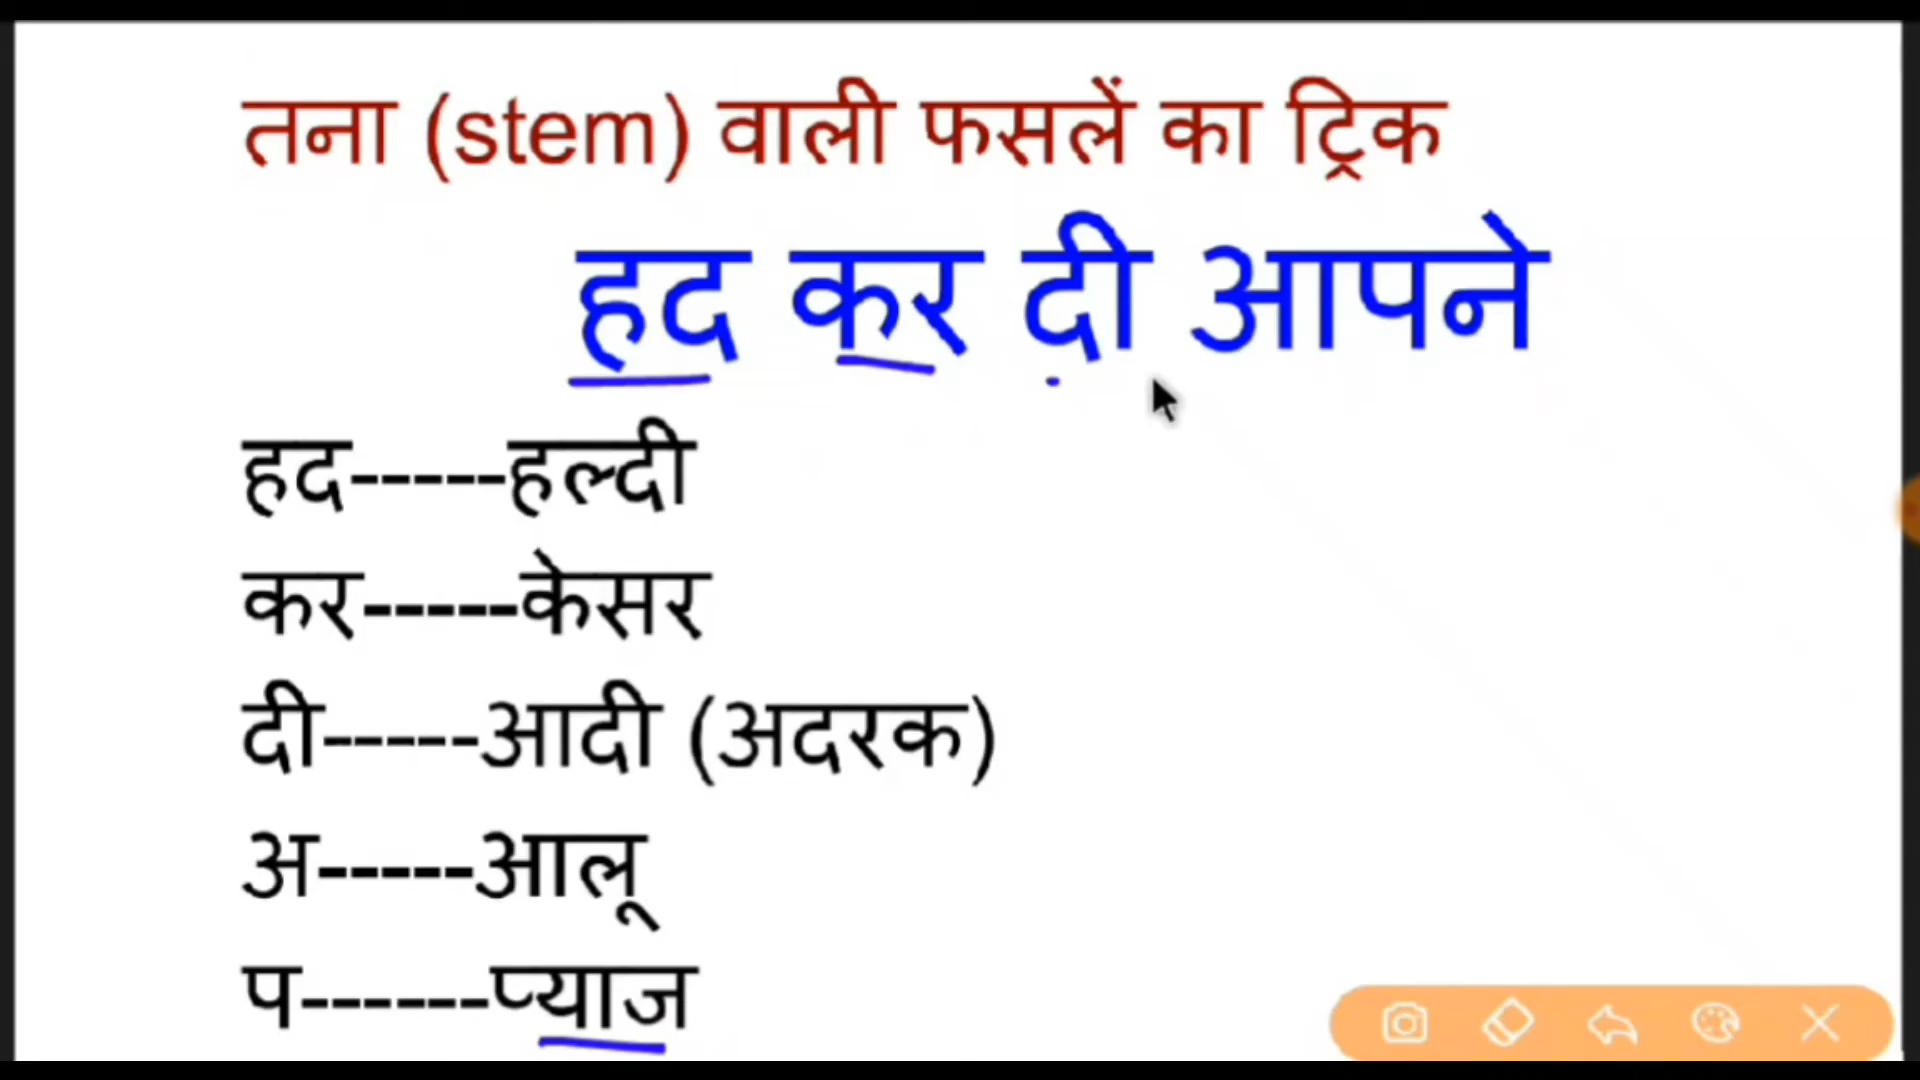 तना (stem) वाली फसलें का ट्रिक
हद कर दी आपने
हद-----हल्दी
कर-----केसर
दी-----आदी (अदरक)
अ-----आलू
प------प्याज